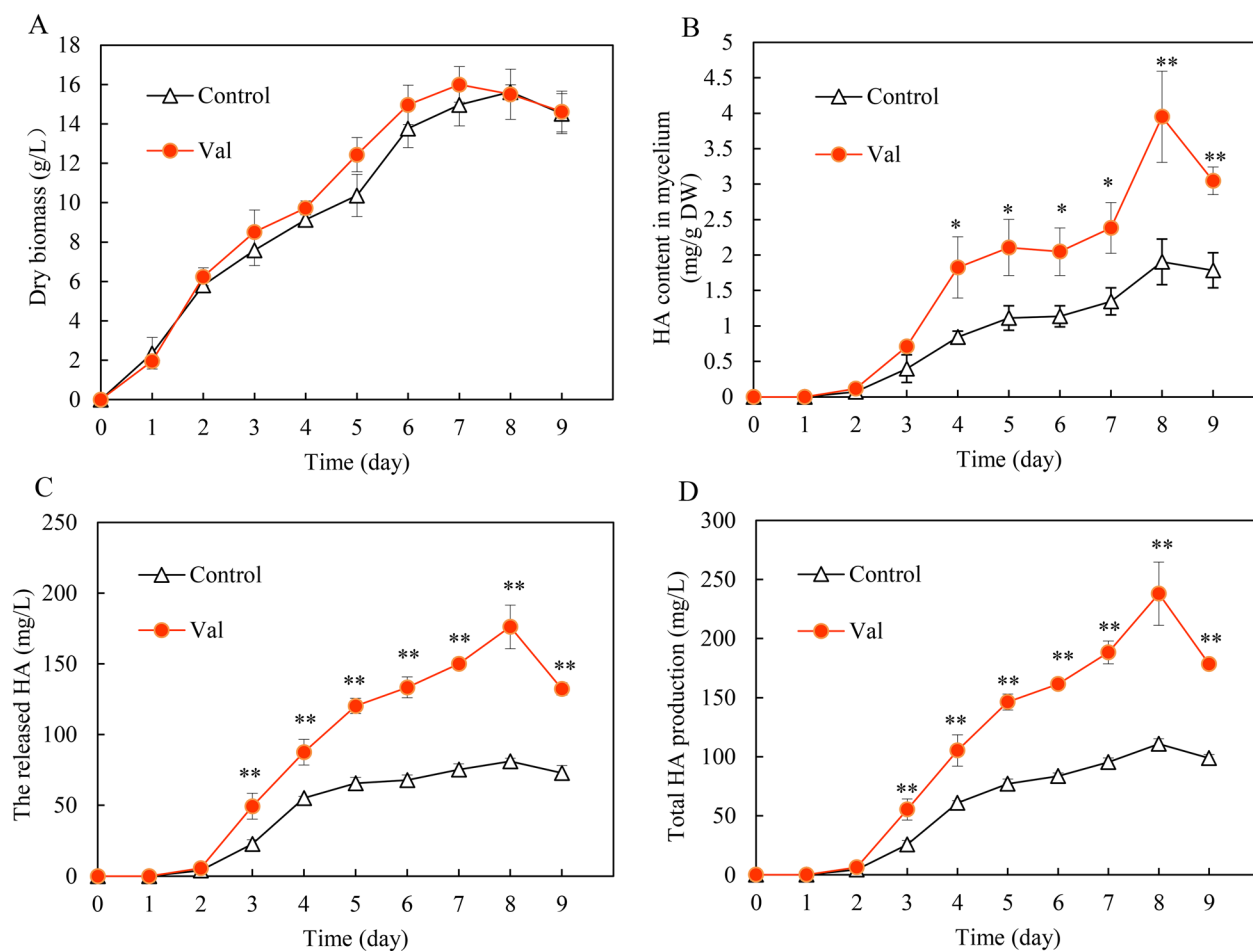 A
18
16
14
12
10
8
6
4
2
0
Dry biomass (g/L)
Control
Val
0 1 2 3 4 5 6 7 8 9
Time (day)
B
5
4.5
4
3.5
3
2.5
2
1.5
1
0.5
0
HA content in mycelium
(mg/g DW)
Control
Val
* * * * ** **
0 1 2 3 4 5 6 7 8 9
Time (day)
C
250
200
150
100
50
0
The released HA (mg/L)
Control
Val
** ** ** ** ** ** **
0 1 2 3 4 5 6 7 8 9
Time (day)
D
300
250
200
150
100
50
0
Total HA production (mg/L)
Control
Val
** ** ** ** ** ** **
0 1 2 3 4 5 6 7 8 9
Time (day)